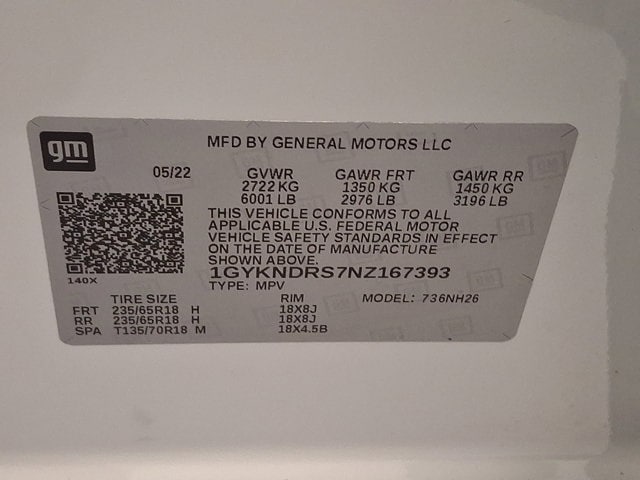 gm
MFD BY GENERAL MOTORS LLC
05/22 GVWR GAWR FRT GAWR RR
2722 KG 1350 KG 1450 KG
6001 LB 2976 LB 3196 LB
THIS VEHICLE CONFORMS TO ALL
APPLICABLE U.S. FEDERAL MOTOR
VEHICLE SAFETY STANDARDS IN EFFECT
ON THE DATE OF MANUFACTURE
SHOWN ABOVE.
140X
1GYKNDRS7NZ167393
TYPE: MPV MODEL: 736NH26
TIRE SIZE RIM
FRT 235/65R18 H 18X8J
RR 235/65R18 H 18X8J
SPA T135/70R18 M 18X4.5B